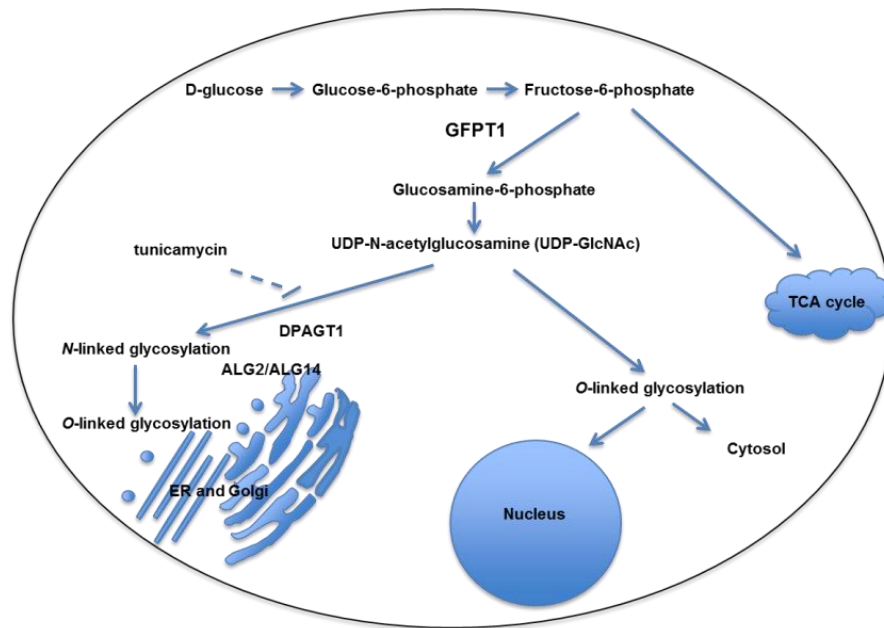 D-glucose
Glucose-6-phosphate
Fructose-6-phosphate
GFPT1
Glucosamine-6-phosphate
UDP-N-acetylglucosamine (UDP-GlcNAc)
tunicamycin
TCA cycle
DPAGT1
N-linked glycosylation
ALG2/ALG14
O-linked glycosylation
O-linked glycosylation
Cytosol
ER and Golgi
Nucleus